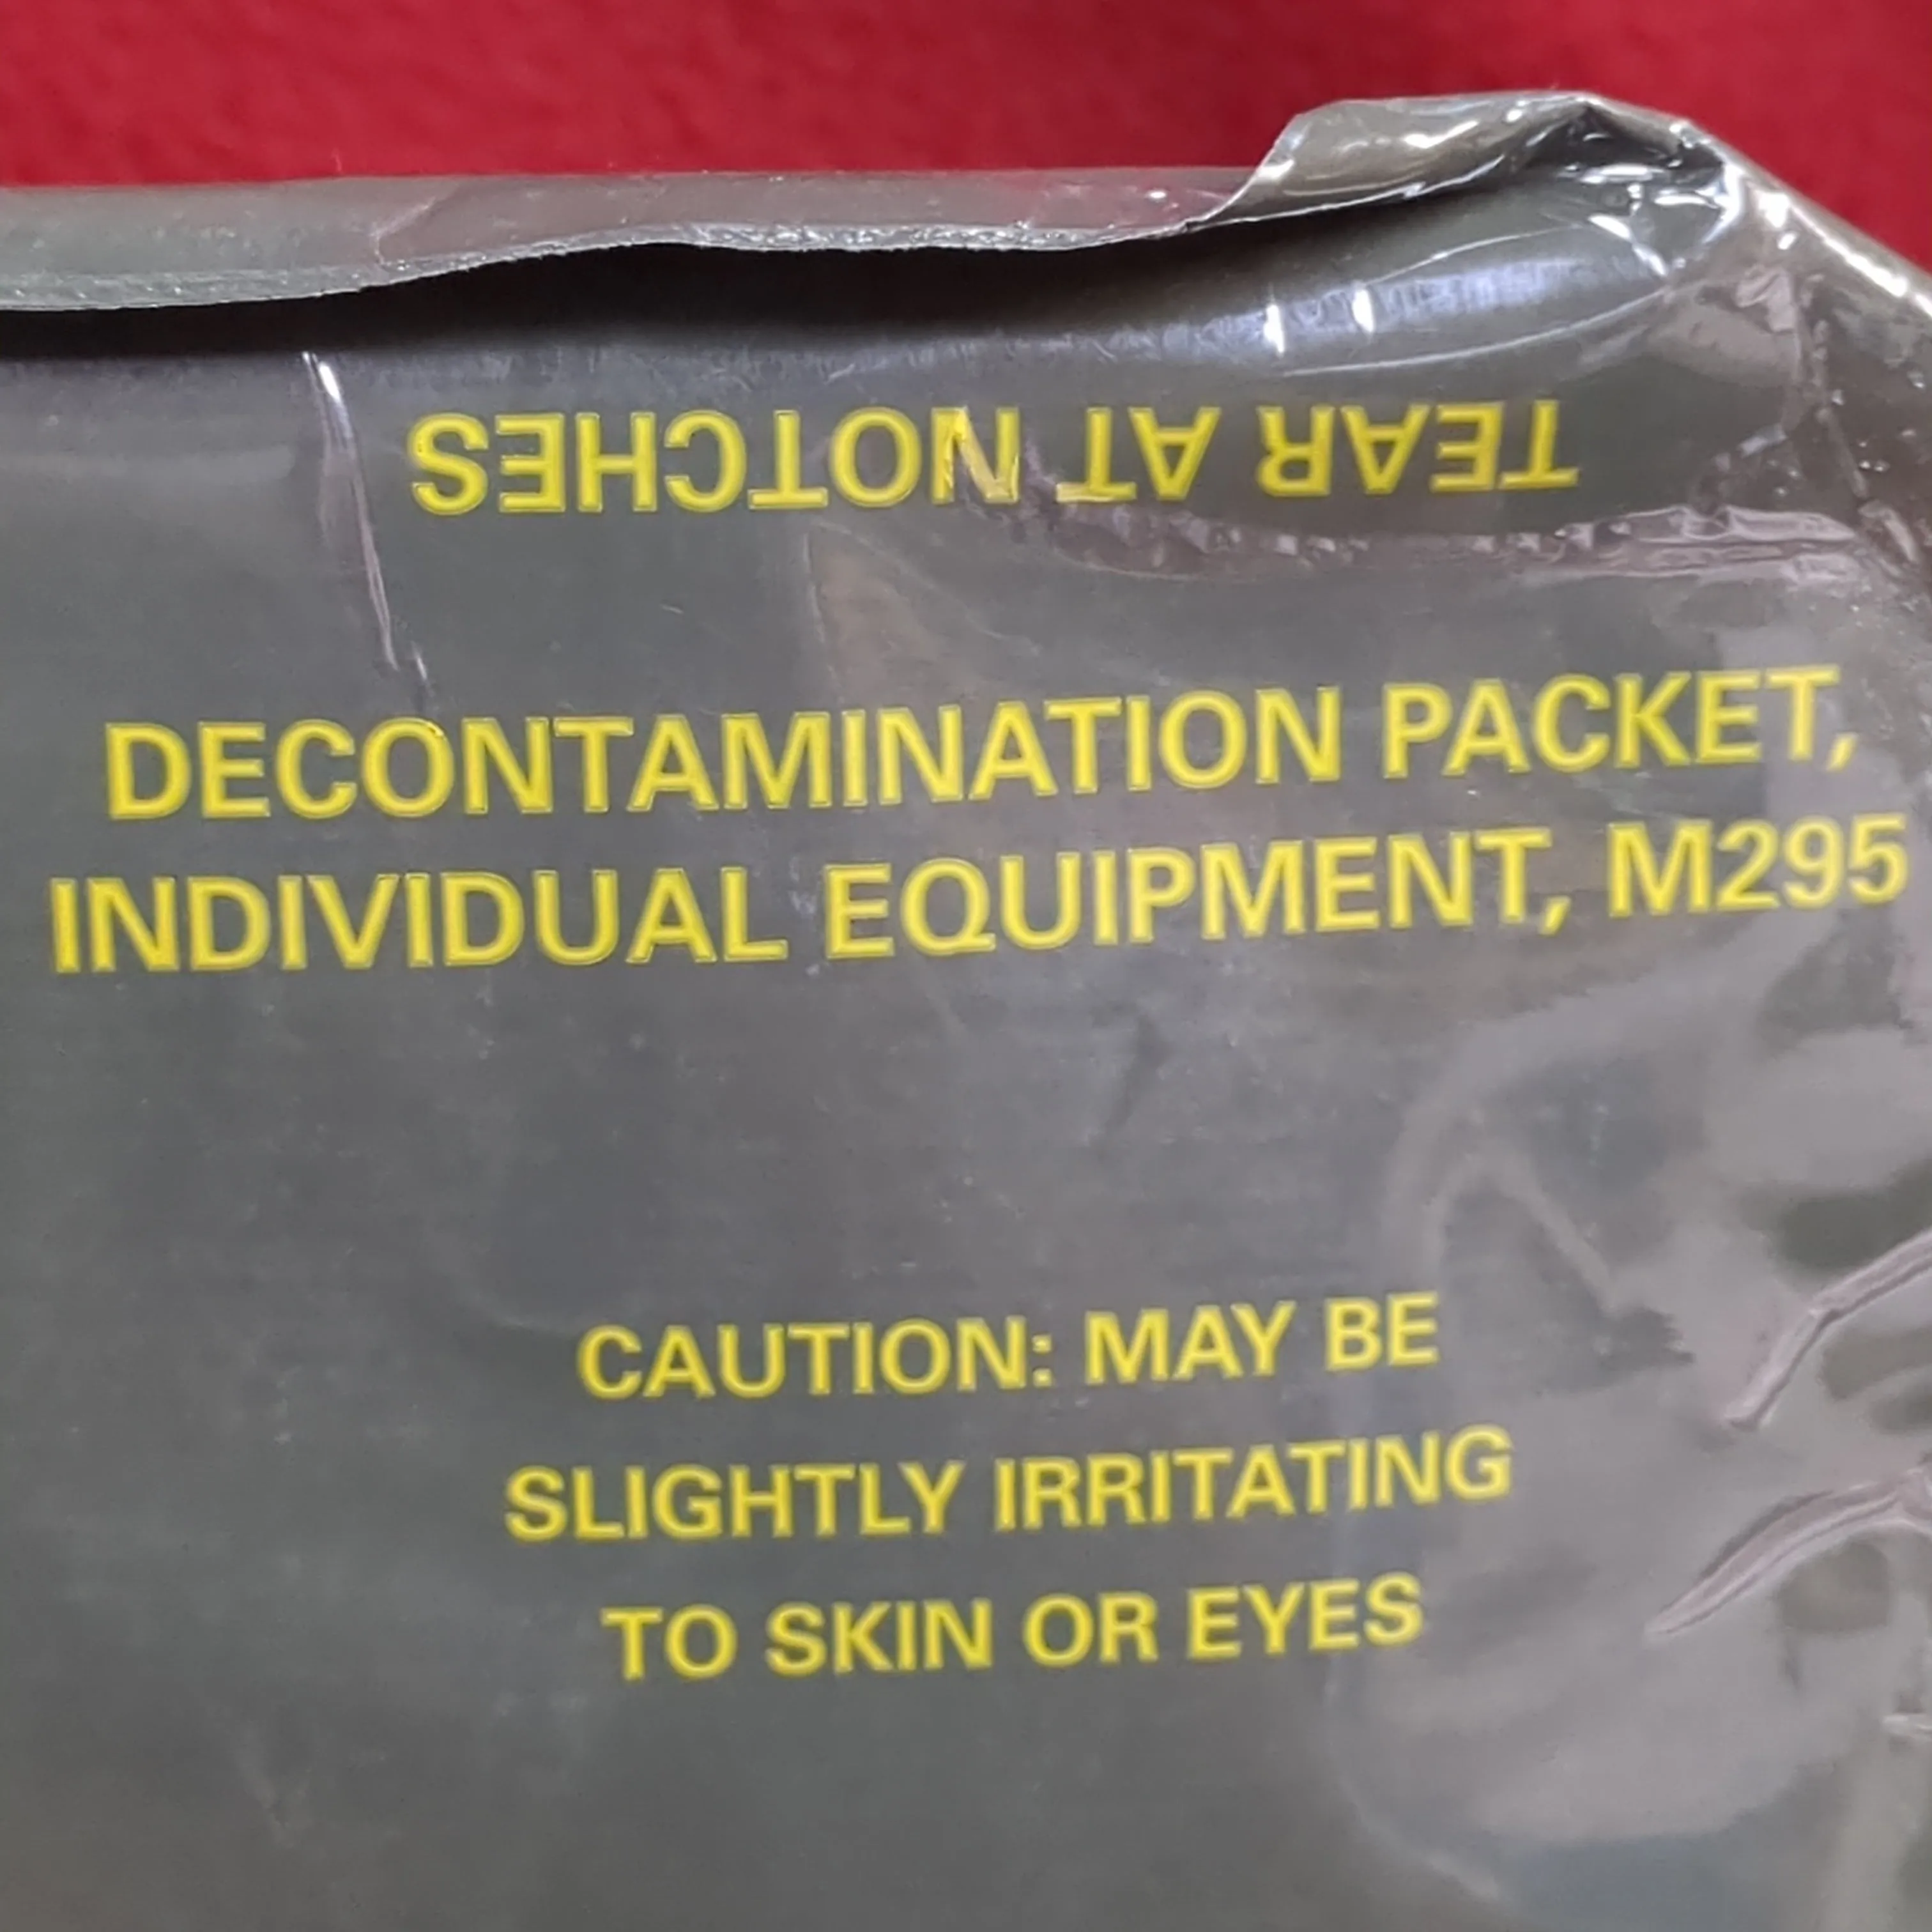 TEAR AT NOTCHES
DECONTAMINATION PACKET,
INDIVIDUAL EQUIPMENT, M295
CAUTION: MAY BE
SLIGHTLY IRRITATING
TO SKIN OR EYES